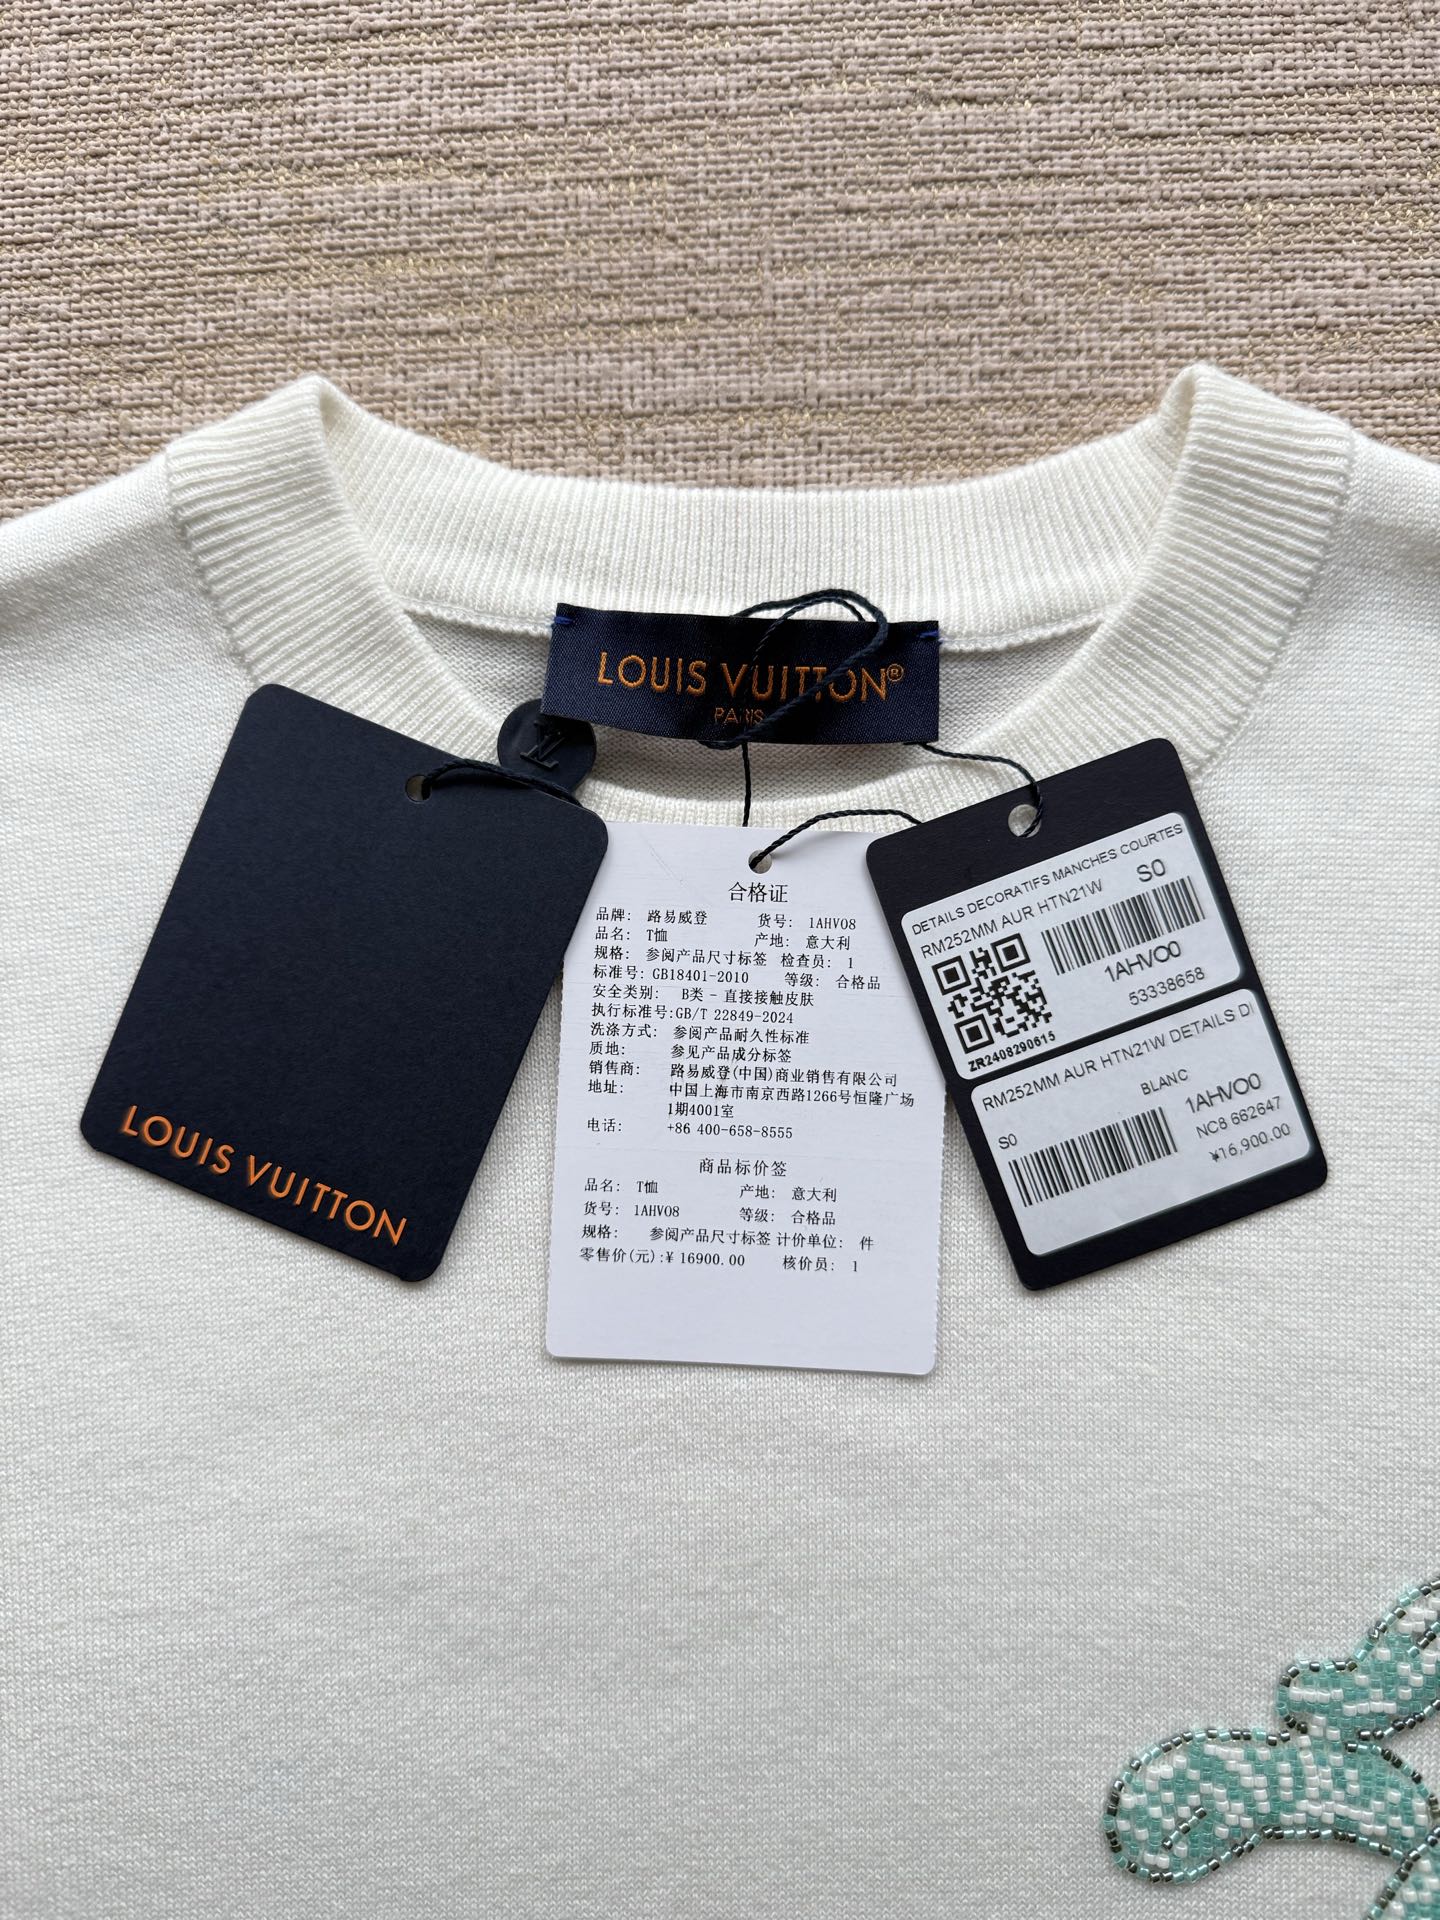 LOUIS VUITTON®
PARIS
LV
LOUIS VUITTON
合格证
品牌: 路易威登 货号: 1AHV08
品名: T恤 产地: 意大利
规格: 参阅产品尺寸标签 检查员: 1
标准号: GB18401-2010 等级: 合格品
安全类别: B类 - 直接接触皮肤
执行标准号:GB/T 22849-2024
洗涤方式: 参阅产品耐久性标准
质地: 参见产品成分标签
销售商: 路易威登(中国)商业销售有限公司
地址: 中国上海市南京西路1266号恒隆广场
1期4001室
电话: +86 400-658-8555
商品标价签
品名: T恤 产地: 意大利
货号: 1AHV08 等级: 合格品
规格: 参阅产品尺寸标签 计价单位: 件
零售价(元):¥ 16900.00 核价员: 1
DETAILS DECORATIFS MANCHES COURTES
RM252MM AUR HTN21W S0
1AHVO0
53338658
ZR2408290615
RM252MM AUR HTN21W DETAILS DI
BLANC
S0 1AHVO0
NC8 662647
¥16,900.00